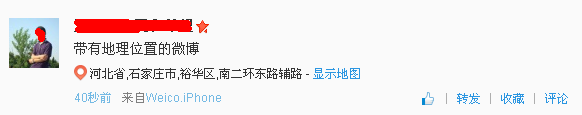 带有地理位置的微博
河北省,石家庄市,裕华区,南二环东路辅路 - 显示地图
40秒前 来自Weico.iPhone 转发 | 收藏 | 评论